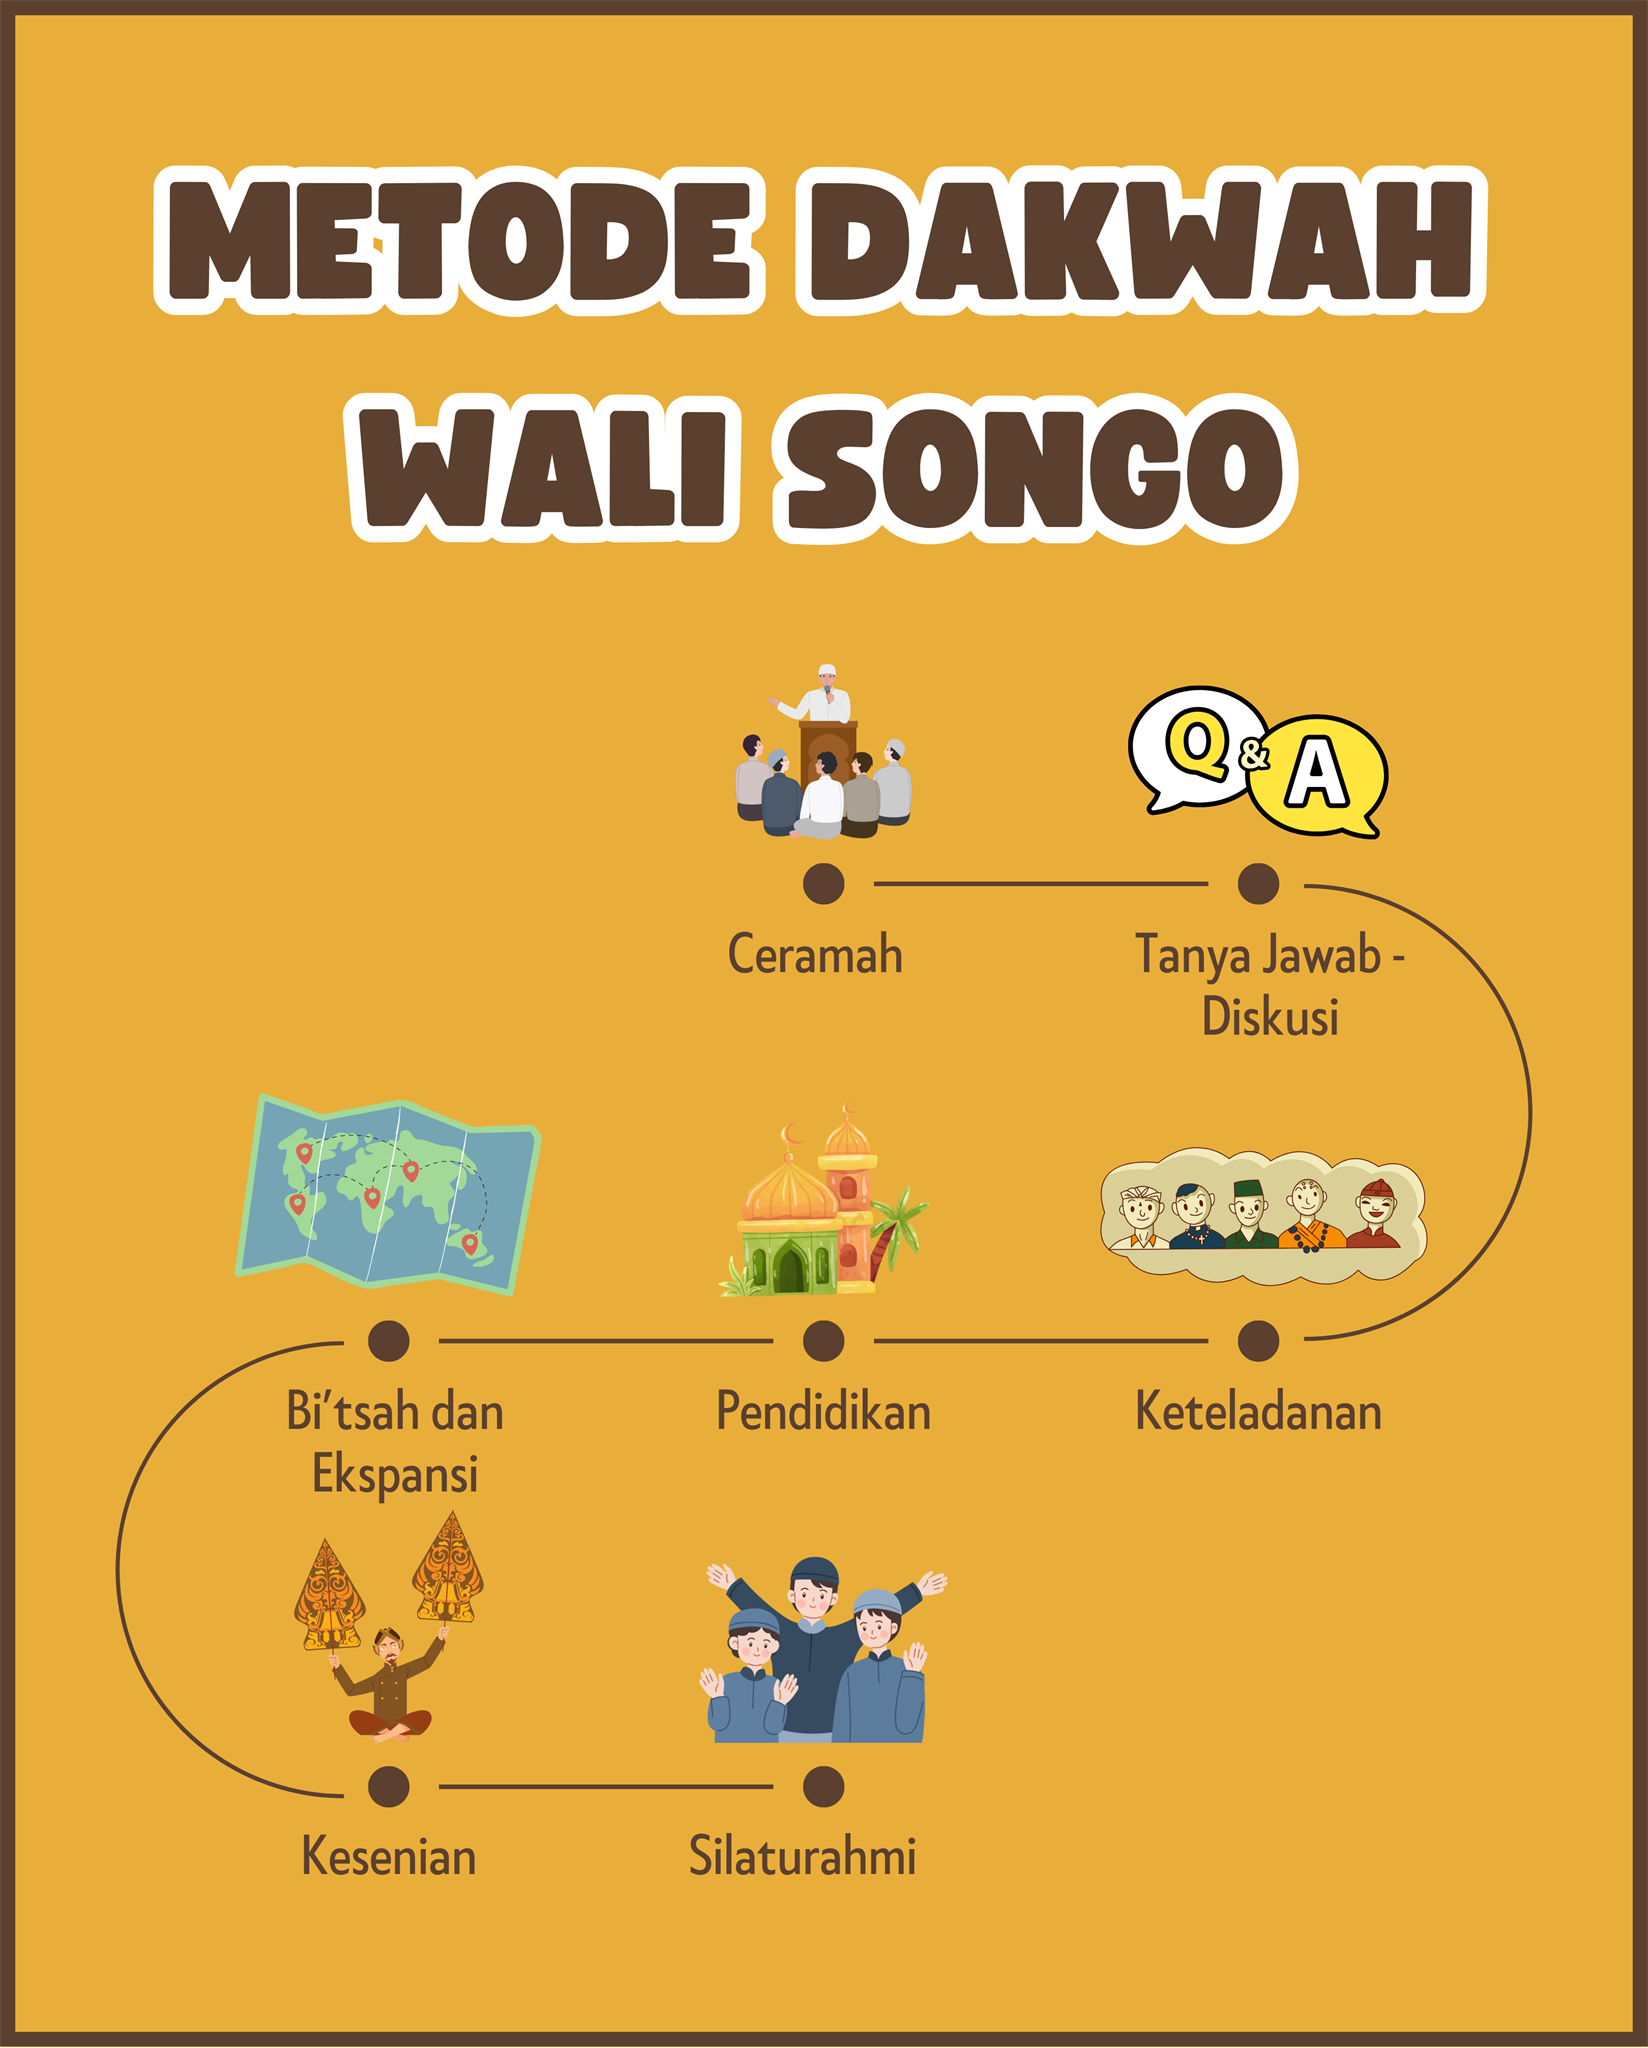 METODE DAKWAH
WALI SONGO
Q & A
Ceramah
Tanya Jawab -
Diskusi
Bi’tsah dan
Ekspansi
Pendidikan
Keteladanan
Kesenian
Silaturahmi